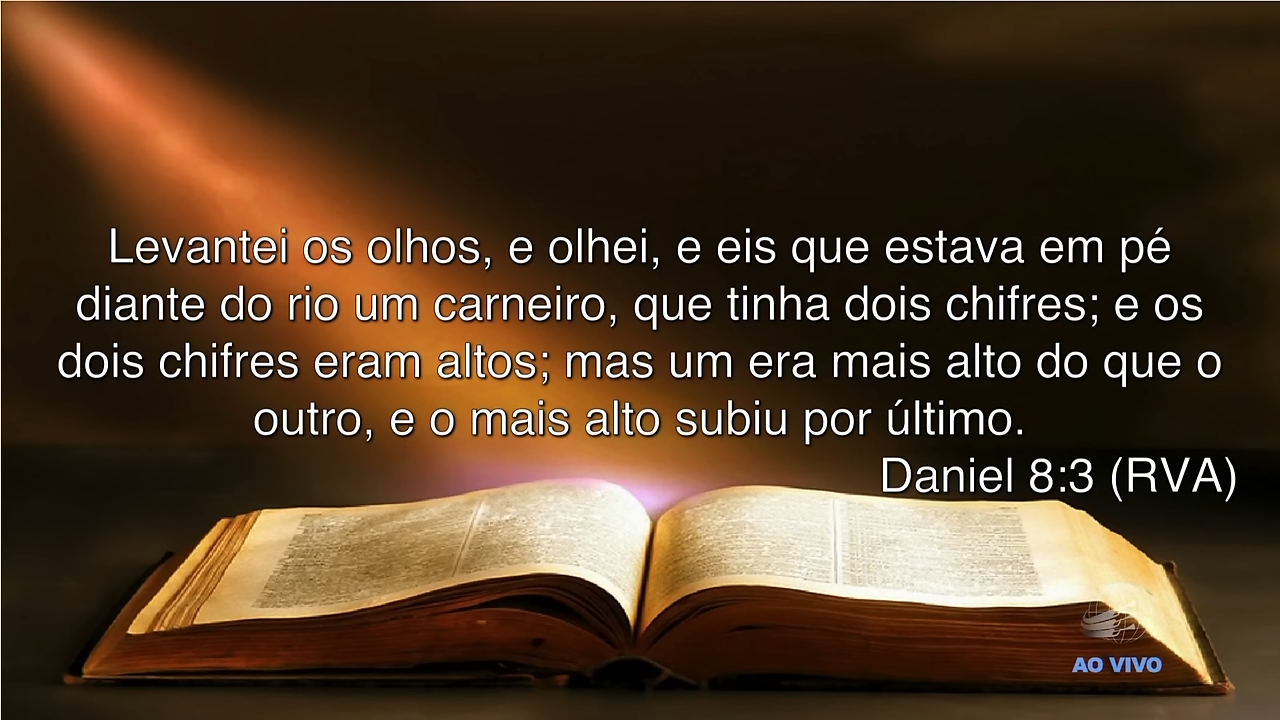 Levantei os olhos, e olhei, e eis que estava em pé
diante do rio um carneiro, que tinha dois chifres; e os
dois chifres eram altos; mas um era mais alto do que o
outro, e o mais alto subiu por último.
Daniel 8:3 (RVA)
AO VIVO